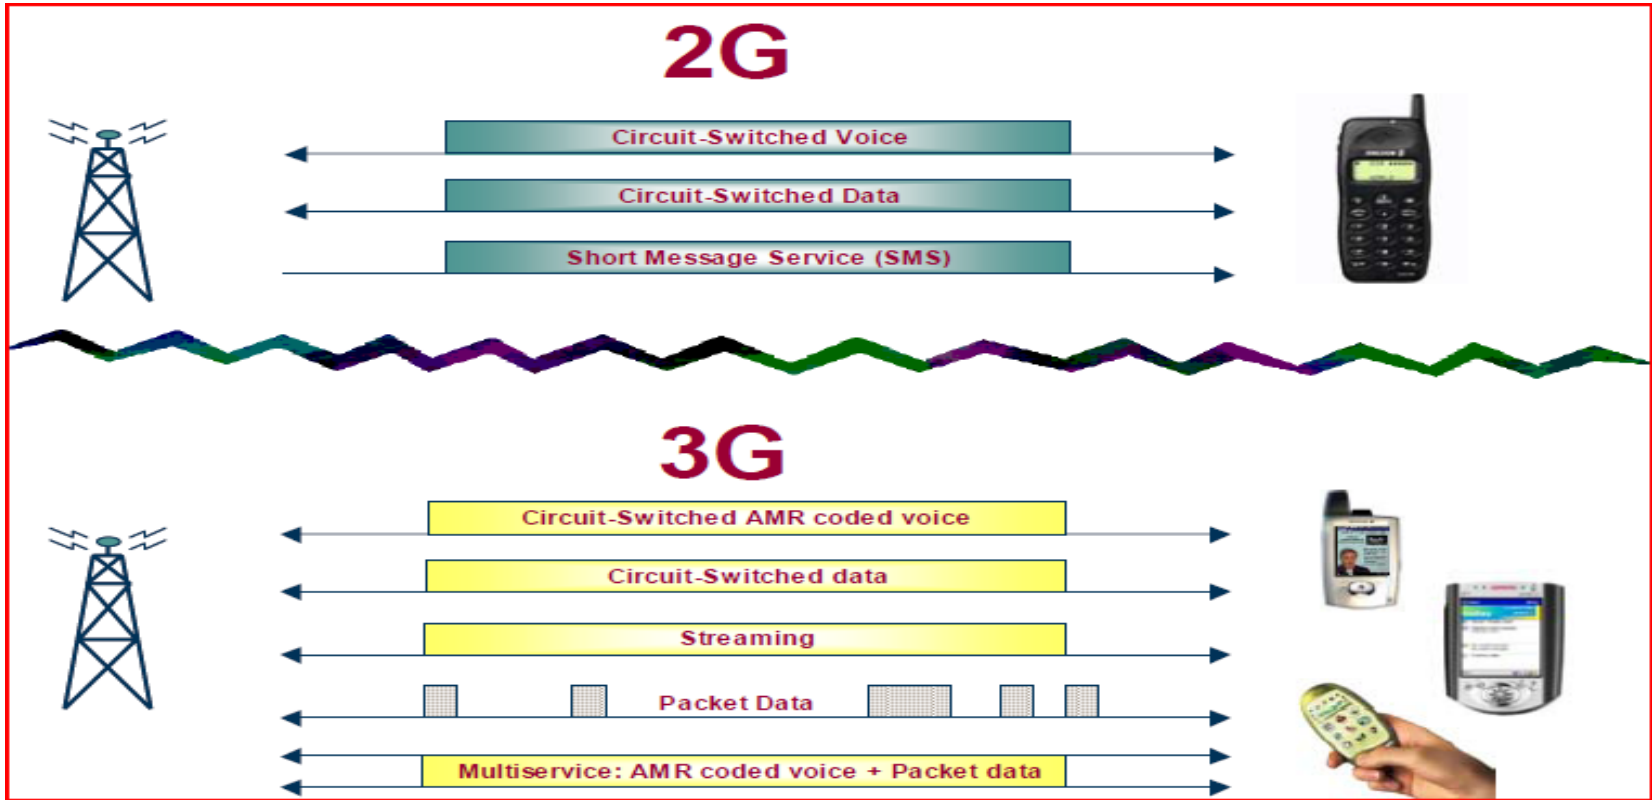 2G
Circuit-Switched Voice
Circuit-Switched Data
Short Message Service (SMS)
3G
Circuit-Switched AMR coded voice
Circuit-Switched data
Streaming
Packet Data
Multiservice: AMR coded voice + Packet data